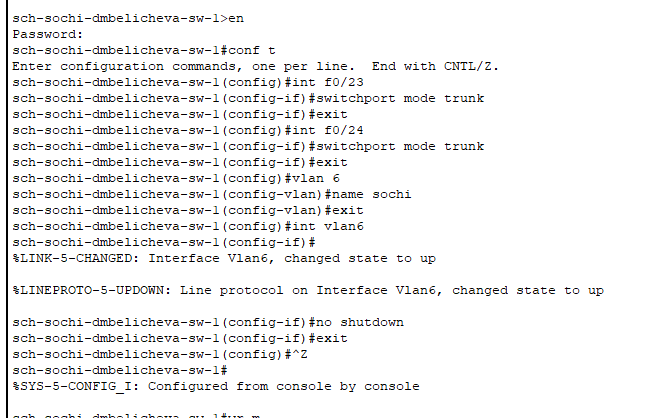 sch-sochi-dmbelicheva-sw-1>en
Password:
sch-sochi-dmbelicheva-sw-1#conf t
Enter configuration commands, one per line.  End with CNTL/Z.
sch-sochi-dmbelicheva-sw-1(config)#int f0/23
sch-sochi-dmbelicheva-sw-1(config-if)#switchport mode trunk
sch-sochi-dmbelicheva-sw-1(config-if)#exit
sch-sochi-dmbelicheva-sw-1(config)#int f0/24
sch-sochi-dmbelicheva-sw-1(config-if)#switchport mode trunk
sch-sochi-dmbelicheva-sw-1(config-if)#exit
sch-sochi-dmbelicheva-sw-1(config)#vlan 6
sch-sochi-dmbelicheva-sw-1(config-vlan)#name sochi
sch-sochi-dmbelicheva-sw-1(config-vlan)#exit
sch-sochi-dmbelicheva-sw-1(config)#int vlan6
sch-sochi-dmbelicheva-sw-1(config-if)#
%LINK-5-CHANGED: Interface Vlan6, changed state to up
%LINEPROTO-5-UPDOWN: Line protocol on Interface Vlan6, changed state to up
sch-sochi-dmbelicheva-sw-1(config-if)#no shutdown
sch-sochi-dmbelicheva-sw-1(config-if)#exit
sch-sochi-dmbelicheva-sw-1(config)#^Z
sch-sochi-dmbelicheva-sw-1#
%SYS-5-CONFIG_I: Configured from console by console